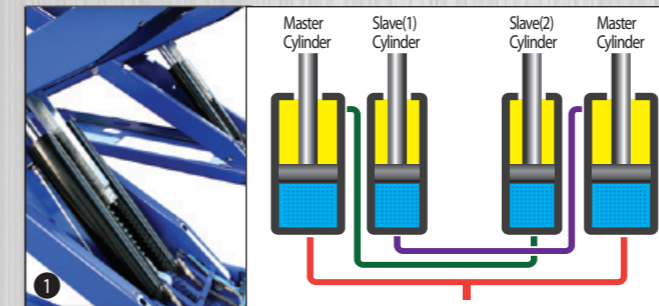 Master
Cylinder
Slave(1)
Cylinder
Slave(2)
Cylinder
Master
Cylinder
1